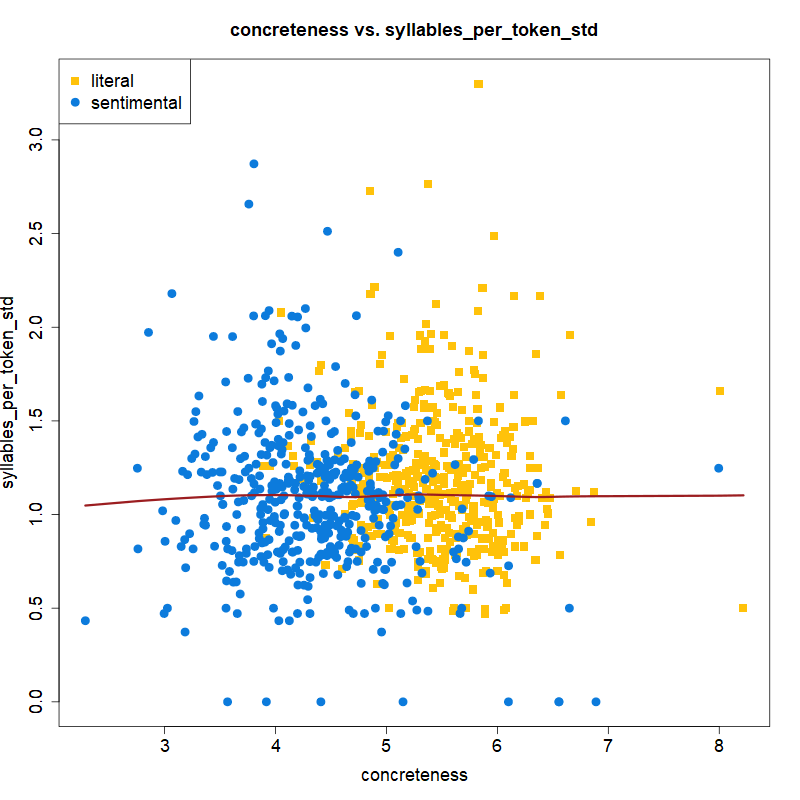 concreteness vs. syllables_per_token_std
literal
sentimental
syllables_per_token_std
3.0
2.5
2.0
1.5
1.0
0.5
0.0
3 4 5 6 7 8
concreteness